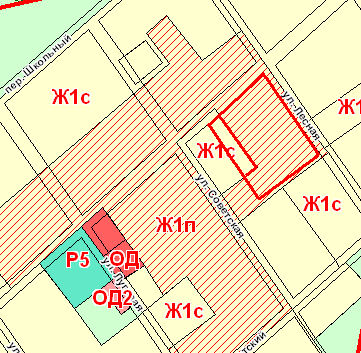 пер.-Школьный
Ж1с
ул.-Лесная
Ж1
Ж1с
Ж1с
ул.-Советская
Ж1п
Р5
ОД
ОД2
Ж1с